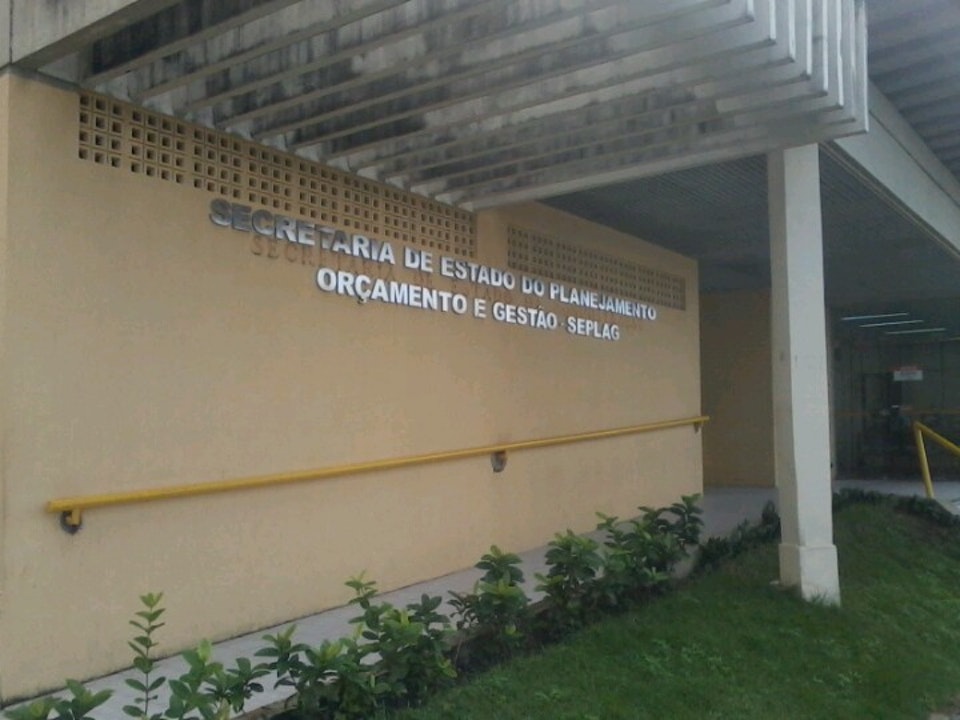 SECRETARIA DE ESTADO DO PLANEJAMENTO
ORÇAMENTO E GESTÃO - SEPLAG